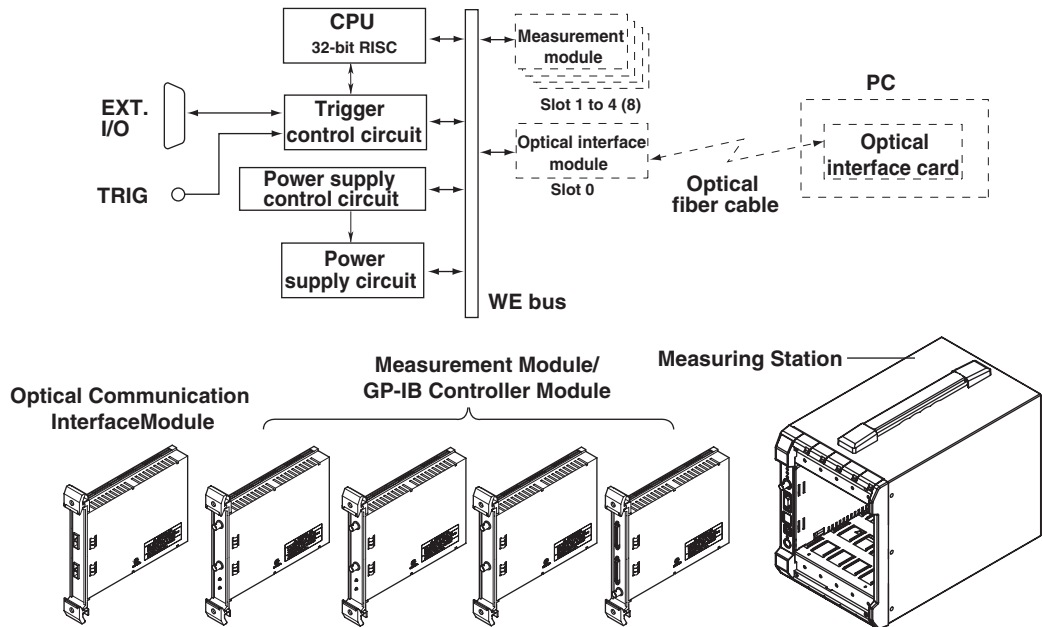 CPU
32-bit RISC
Measurement
module
Slot 1 to 4 (8)
PC
EXT.
I/O
Trigger
control circuit
Optical interface
module
Slot 0
Optical
interface card
TRIG
Power supply
control circuit
Optical
fiber cable
Power
supply circuit
WE bus
Measurement Module/
GP-IB Controller Module
Measuring Station
Optical Communication
InterfaceModule